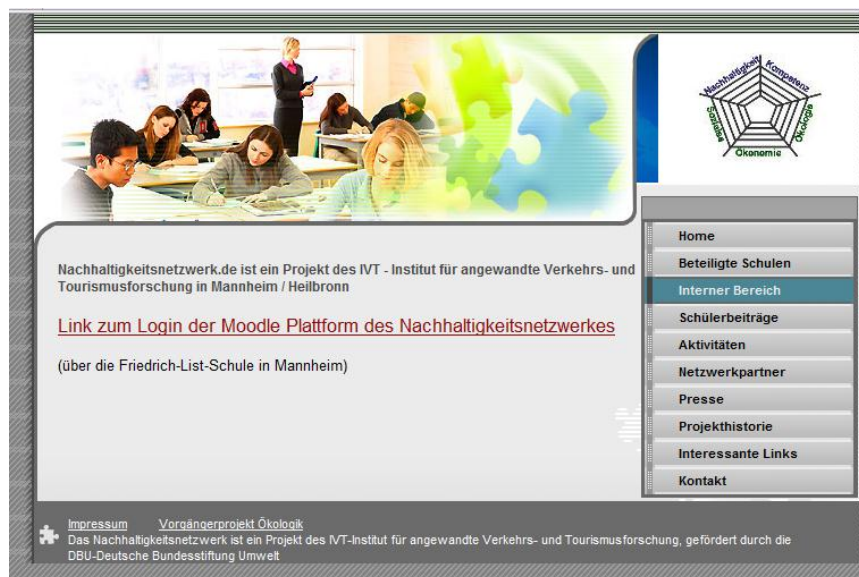 Nachhaltigkeit
Kompetenz
Soziales
Ökologie
Ökonomie
Home
Beteiligte Schulen
Interner Bereich
Schülerbeiträge
Aktivitäten
Netzwerkpartner
Presse
Projekthistorie
Interessante Links
Kontakt
Nachhaltigkeitsnetzwerk.de ist ein Projekt des IVT - Institut für angewandte Verkehrs- und
Tourismusforschung in Mannheim / Heilbronn
Link zum Login der Moodle Plattform des Nachhaltigkeitsnetzwerkes
(über die Friedrich-List-Schule in Mannheim)
Impressum Vorgängerprojekt Ökologik
Das Nachhaltigkeitsnetzwerk ist ein Projekt des IVT-Institut für angewandte Verkehrs- und Tourismusforschung, gefördert durch die
DBU-Deutsche Bundesstiftung Umwelt